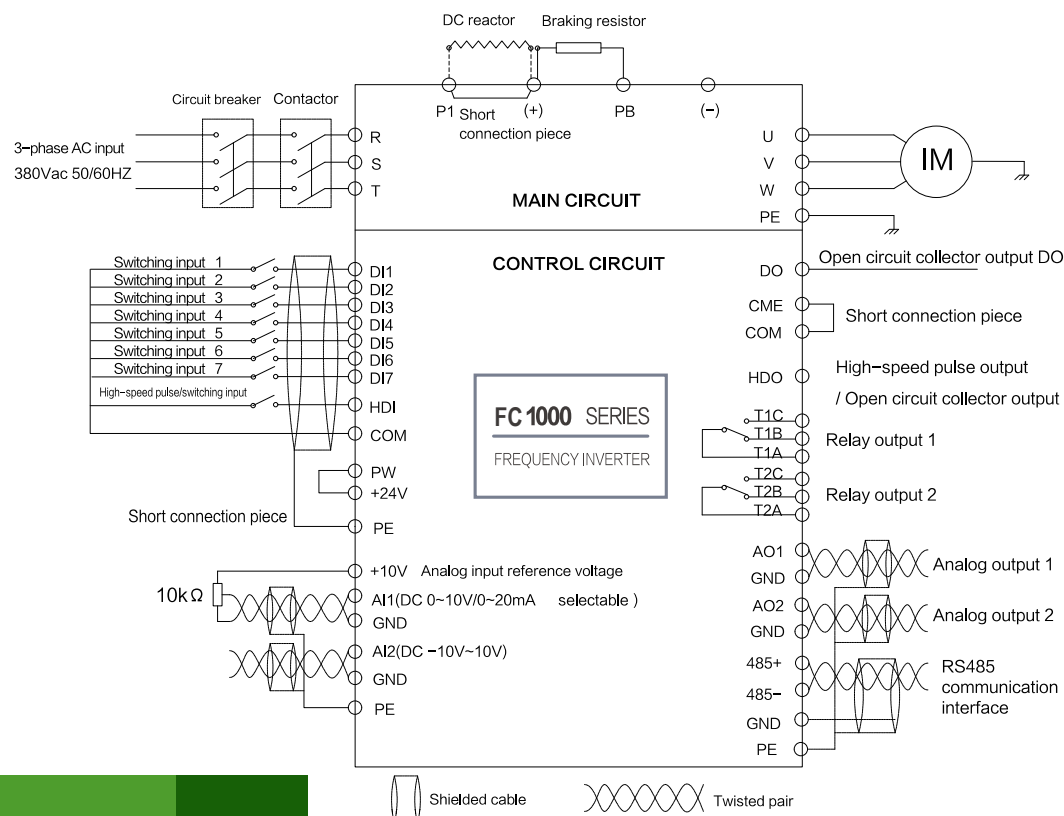 DC reactor
Braking resistor
P1
Short
connection piece
(+)
PB
(−)
Circuit breaker
Contactor
3−phase AC input
380Vac 50/60HZ
R
S
T
MAIN CIRCUIT
U
V
W
PE
IM
CONTROL CIRCUIT
Switching input 1
Switching input 2
Switching input 3
Switching input 4
Switching input 5
Switching input 6
Switching input 7
High−speed pulse/switching input
DI1
DI2
DI3
DI4
DI5
DI6
DI7
HDI
COM
PW
+24V
Short connection piece
PE
FC 1000 SERIES
FREQUENCY INVERTER
DO
Open circuit collector output DO
CME
COM
Short connection piece
HDO
High−speed pulse output
/ Open circuit collector output
T1C
T1B
T1A
Relay output 1
T2C
T2B
T2A
Relay output 2
10kΩ
+10V Analog input reference voltage
AI1(DC 0~10V/0~20mA selectable )
GND
AI2(DC −10V~10V)
GND
PE
AO1
GND
Analog output 1
AO2
GND
Analog output 2
485+
485−
GND
PE
RS485
communication
interface
Shielded cable
Twisted pair